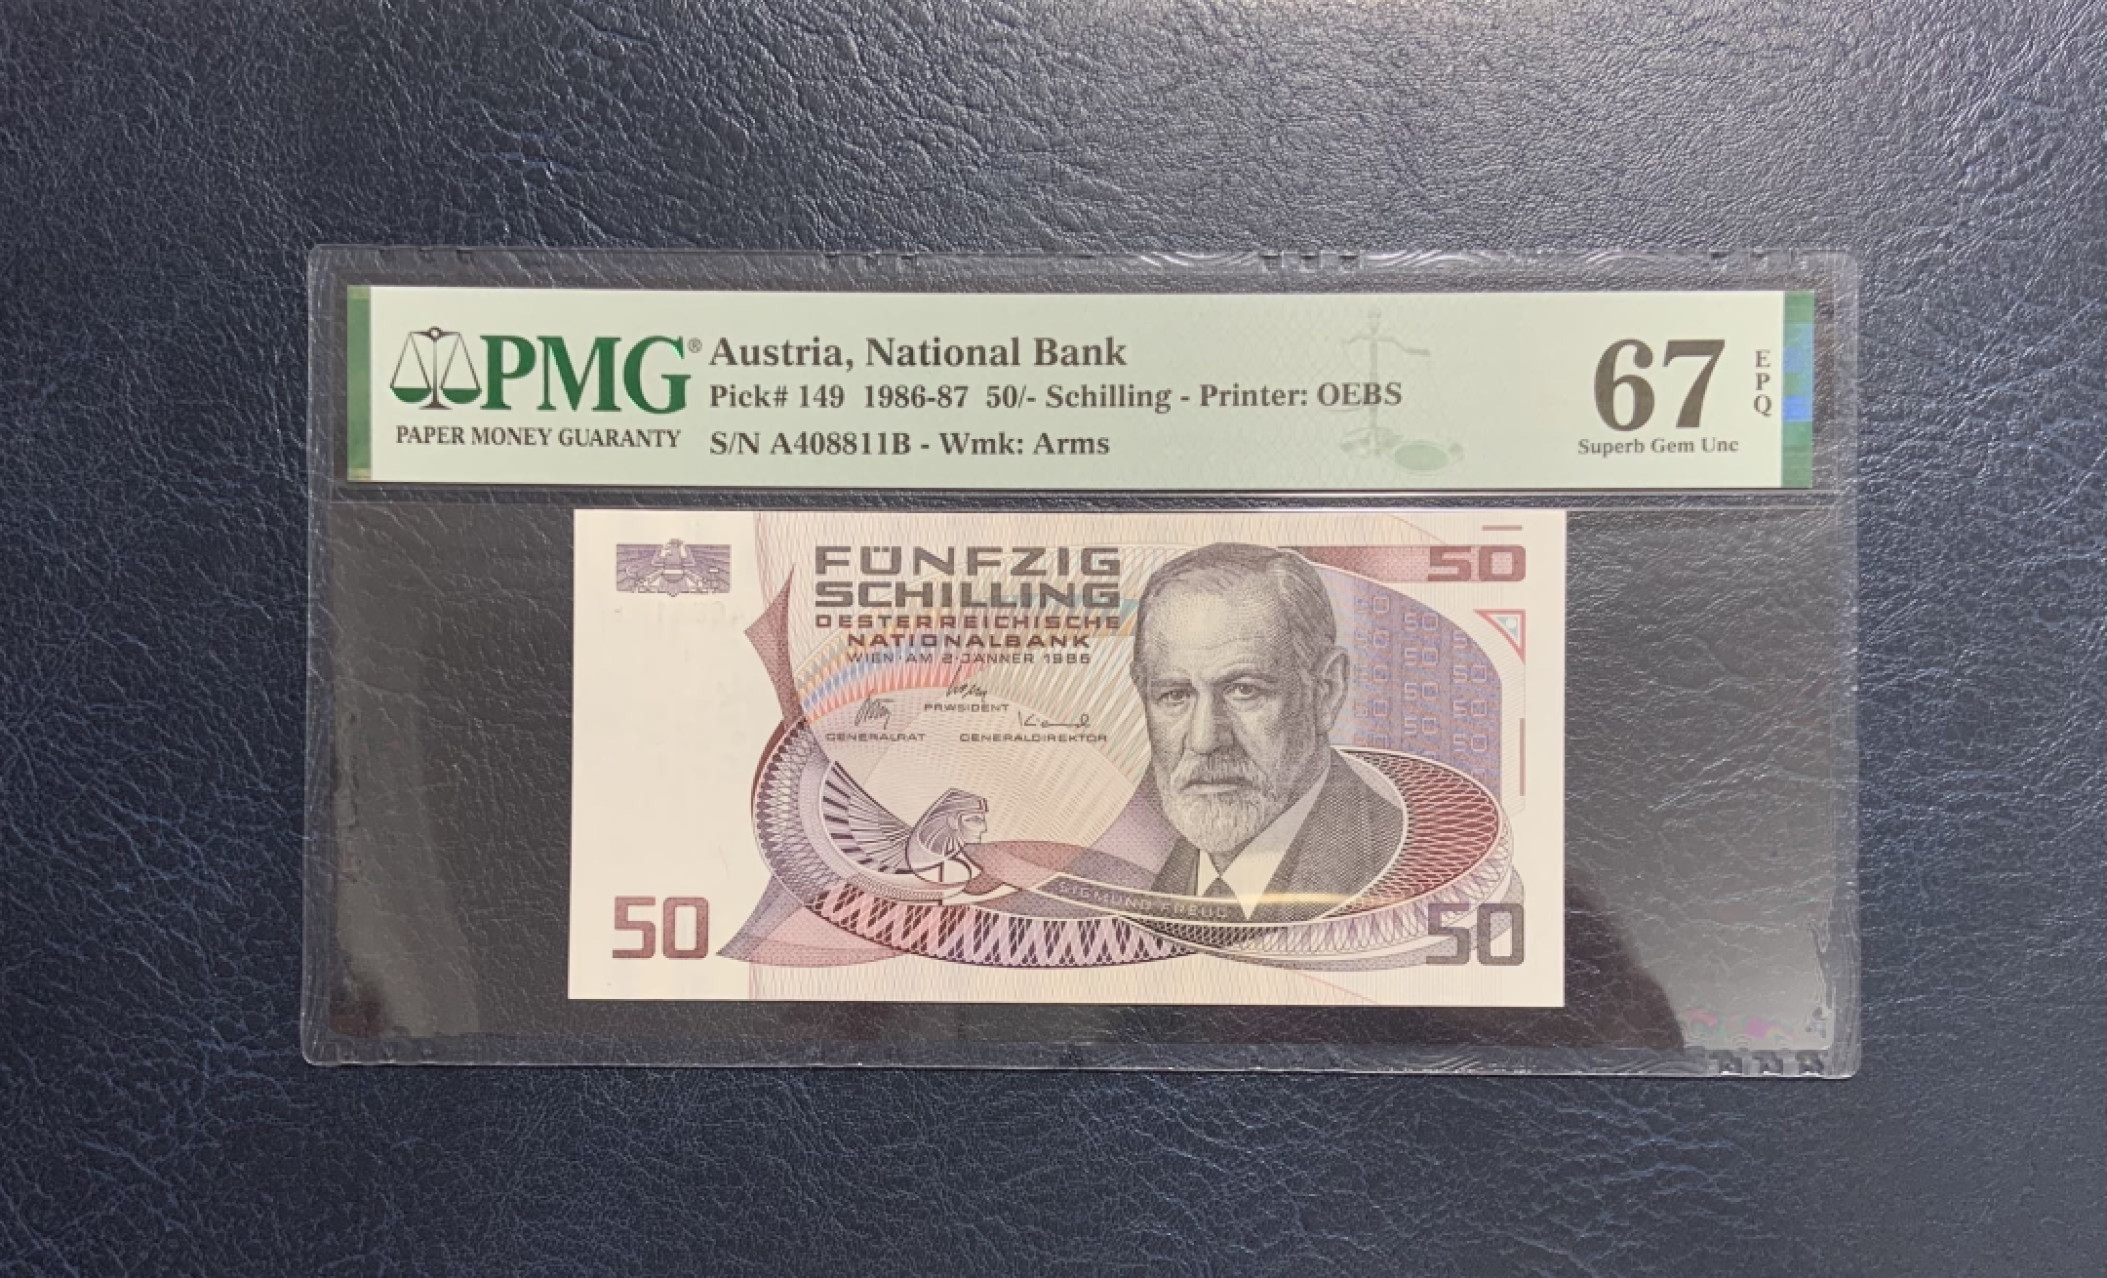 PMG®
PAPER MONEY GUARANTY
Austria, National Bank
Pick# 149 1986-87 50/- Schilling - Printer: OEBS
S/N A408811B - Wmk: Arms
67
EPQ
Superb Gem Unc
FÜNFZIG
SCHILLING
OESTERREICHISCHE
NATIONALBANK
WIEN·AM 2·JÄNNER 1986
PRÆSIDENT
GENERALRAT
GENERALDIREKTOR
50
SIGMUND FREUD
50
50